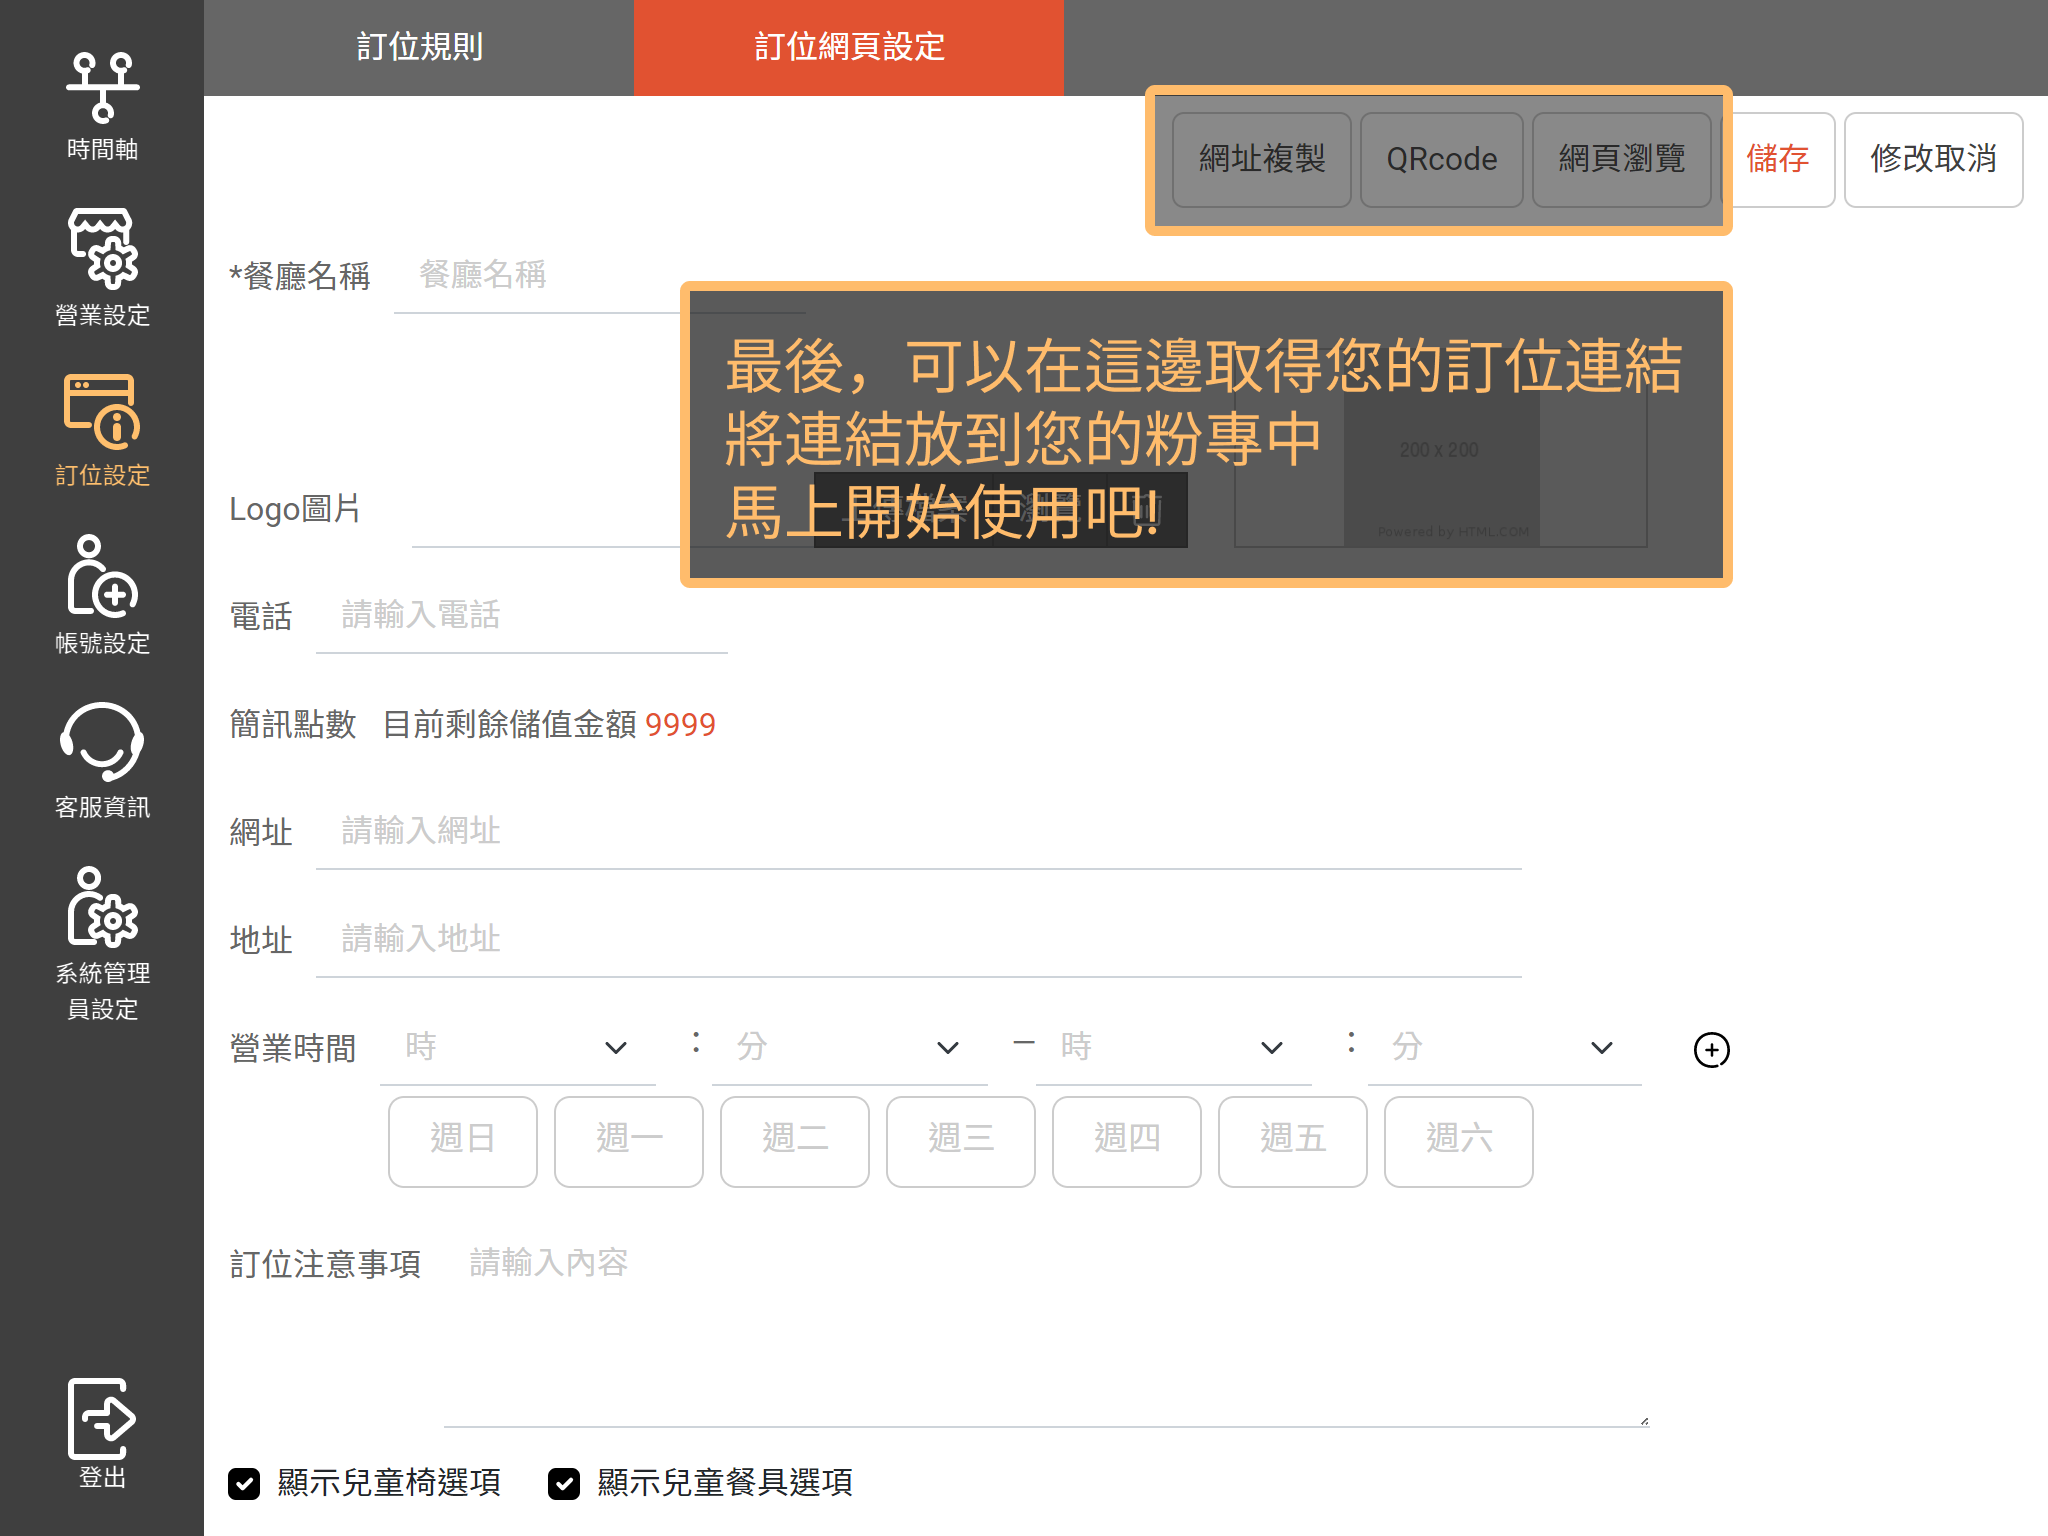 訂位規則
訂位網頁設定
時間軸
營業設定
訂位設定
帳號設定
客服資訊
系統管理
員設定
登出
網址複製
QRcode
網頁瀏覽
儲存
修改取消
*餐廳名稱
餐廳名稱
最後，可以在這邊取得您的訂位連結
將連結放到您的粉專中
馬上開始使用吧!
200 x 200
Powered by HTML.COM
Logo圖片
瀏覽
電話
請輸入電話
簡訊點數 目前剩餘儲值金額 9999
網址
請輸入網址
地址
請輸入地址
營業時間
時 : 分 – 時 : 分
週日 週一 週二 週三 週四 週五 週六
訂位注意事項
請輸入內容
顯示兒童椅選項 顯示兒童餐具選項